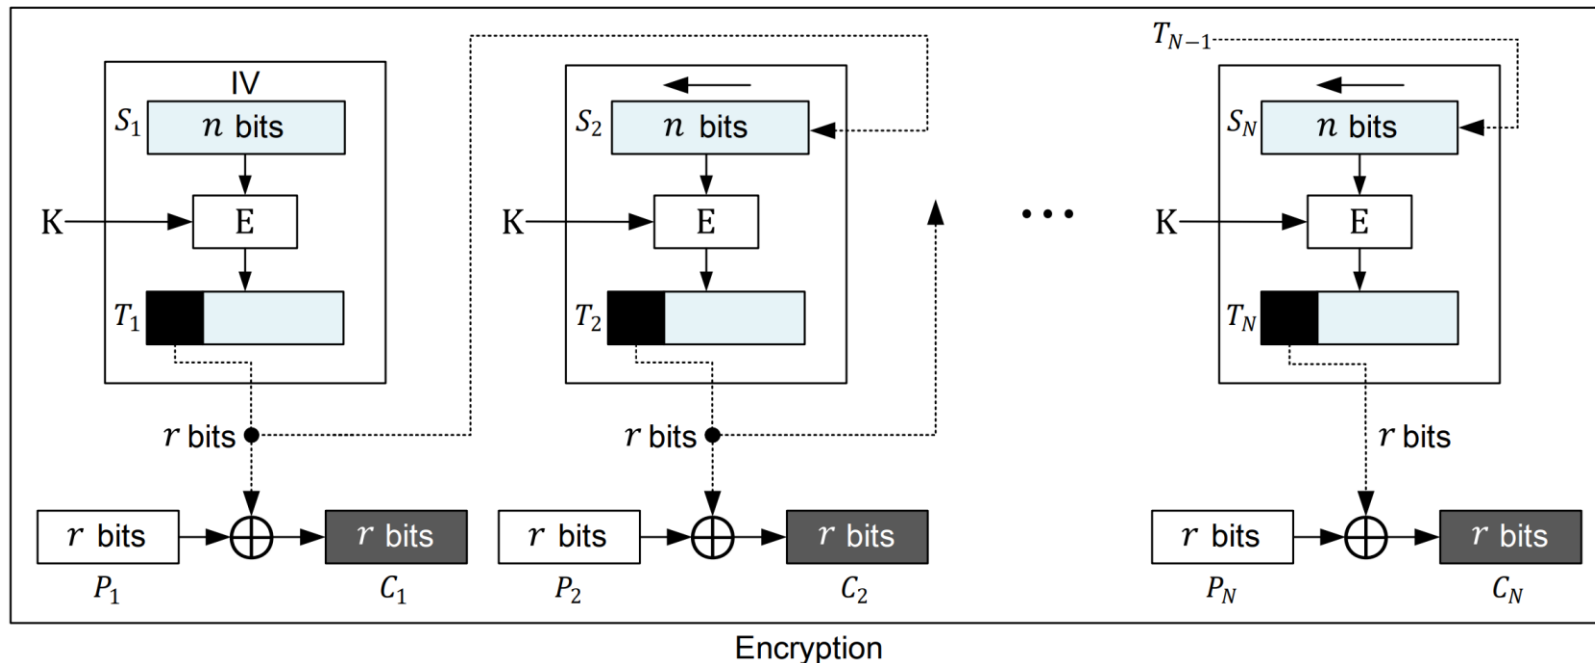 T_{N-1}
IV
S_1 n bits
S_2 n bits
S_N n bits
K E
K E
K E
T_1
T_2
T_N
r bits
r bits
r bits
r bits r bits
r bits r bits
r bits r bits
P_1 C_1
P_2 C_2
P_N C_N
Encryption